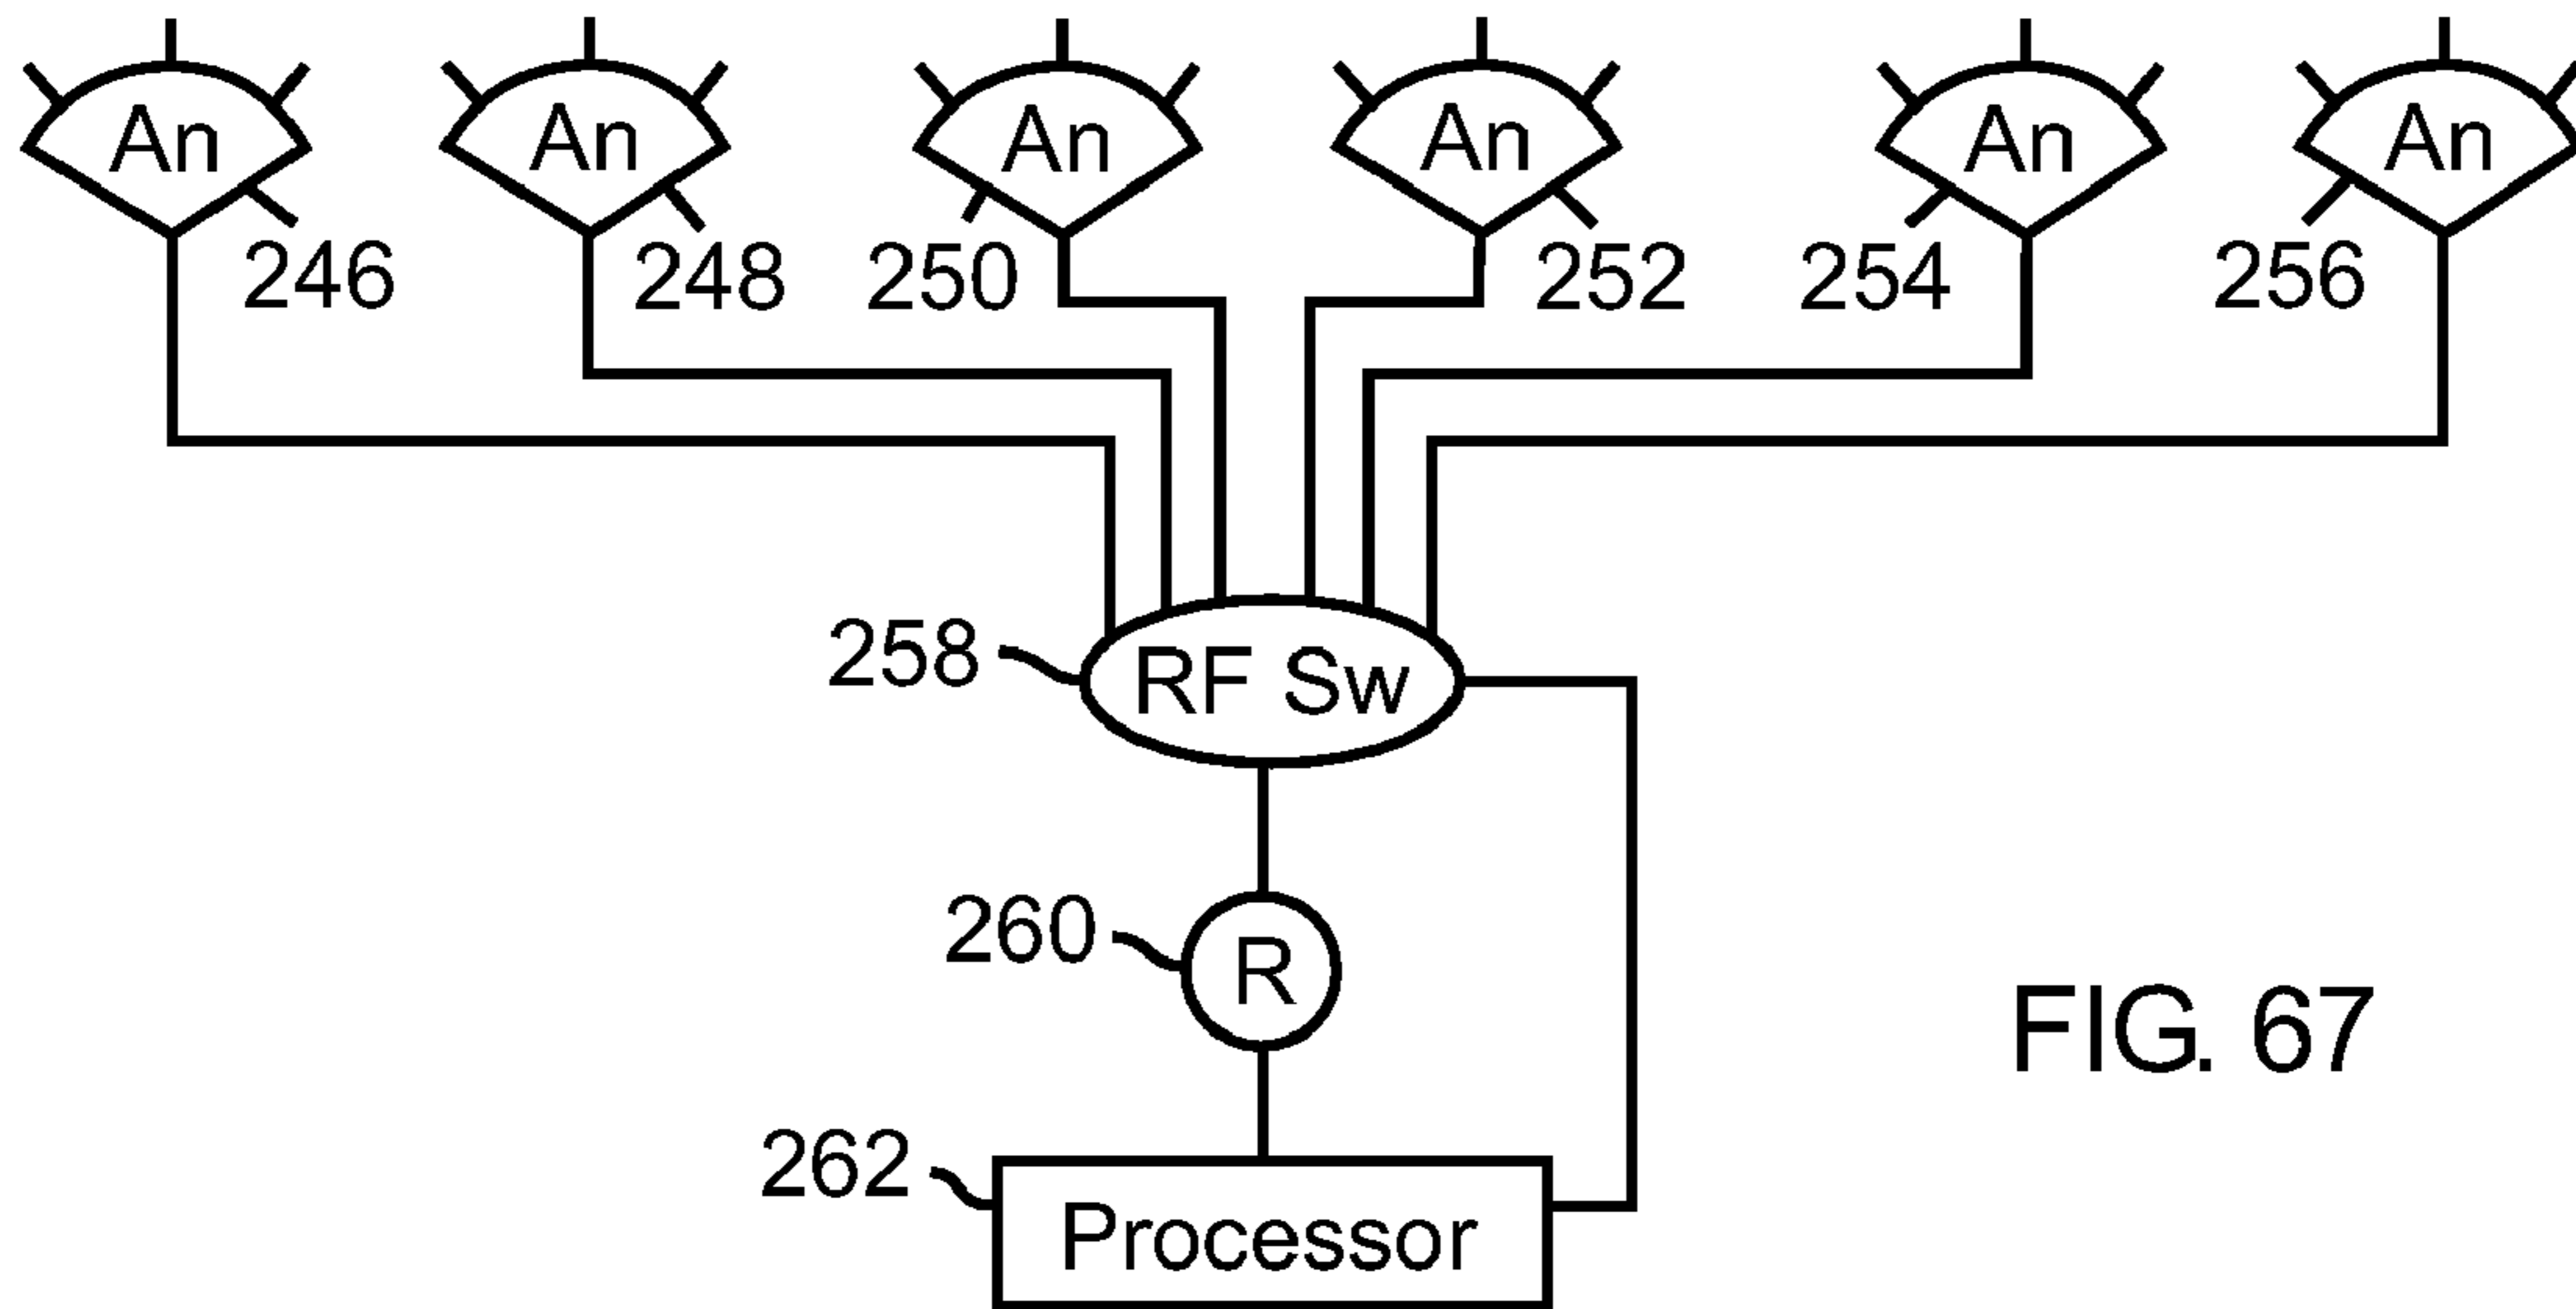 An An An An An An
246 248 250 252 254 256
258 RF Sw
260 R
FIG. 67
262 Processor